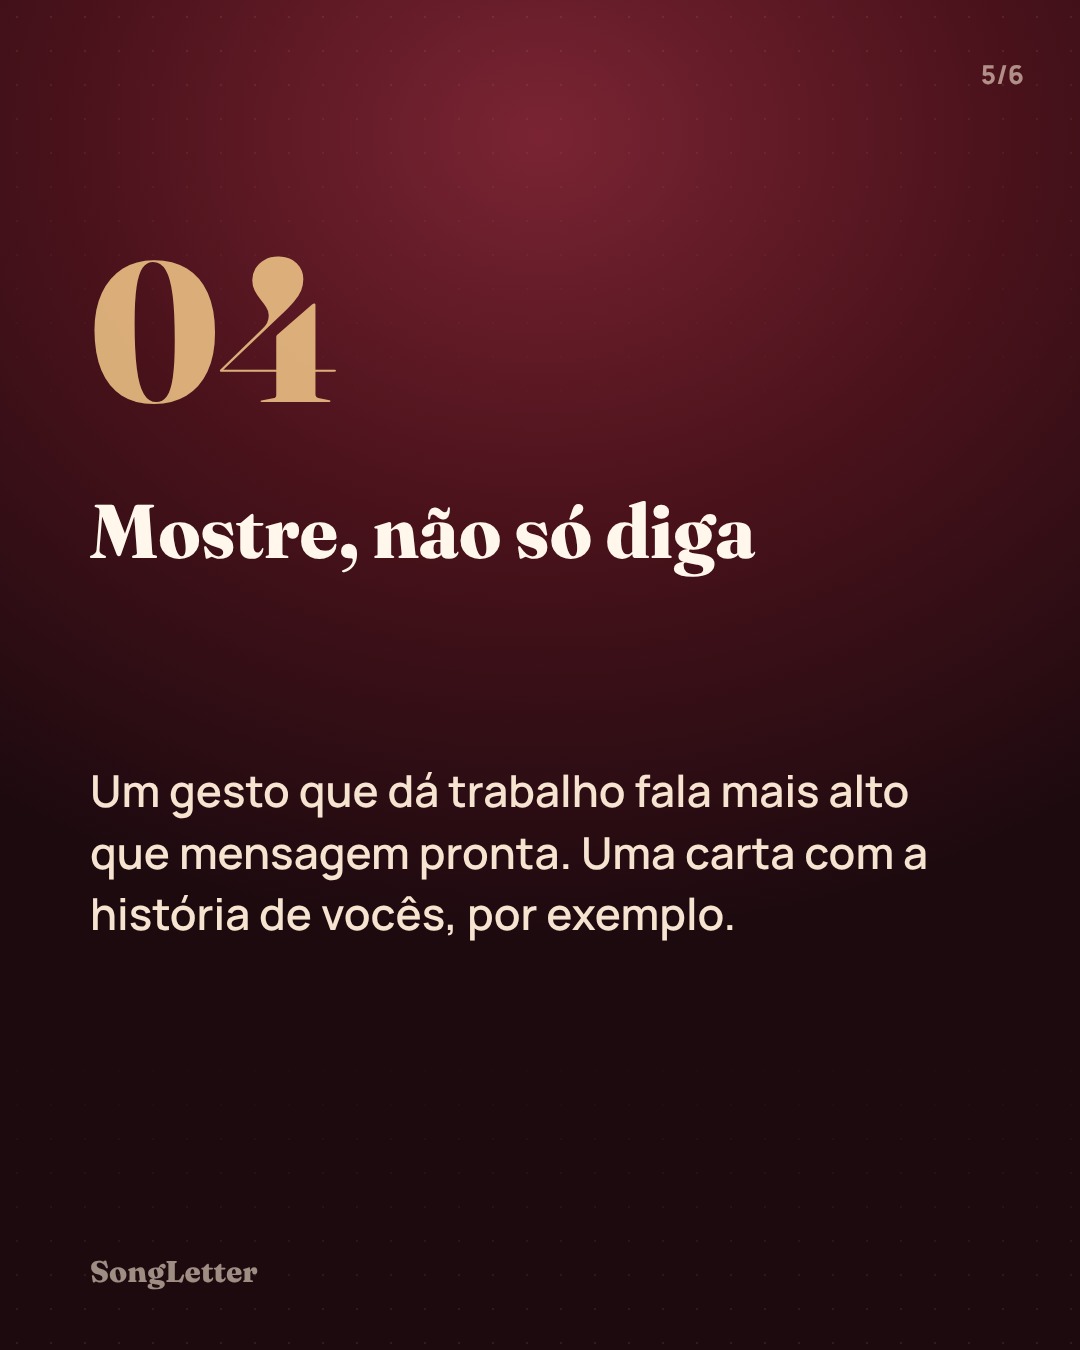 5/6
04
Mostre, não só diga
Um gesto que dá trabalho fala mais alto
que mensagem pronta. Uma carta com a
história de vocês, por exemplo.
SongLetter